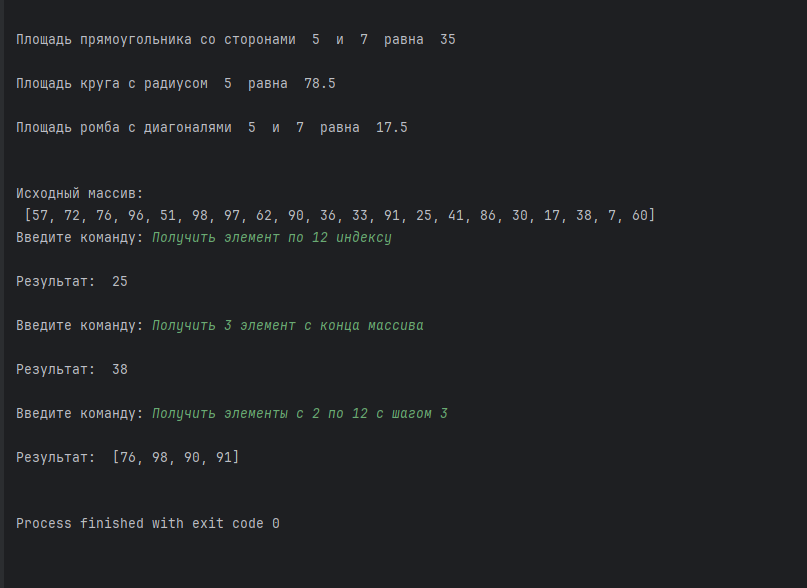 Площадь прямоугольника со сторонами  5  и  7  равна  35
Площадь круга с радиусом  5  равна  78.5
Площадь ромба с диагоналями  5  и  7  равна  17.5
Исходный массив:
[57, 72, 76, 96, 51, 98, 97, 62, 90, 36, 33, 91, 25, 41, 86, 30, 17, 38, 7, 60]
Введите команду: Получить элемент по 12 индексу
Результат:  25
Введите команду: Получить 3 элемент с конца массива
Результат:  38
Введите команду: Получить элементы с 2 по 12 с шагом 3
Результат:  [76, 98, 90, 91]
Process finished with exit code 0